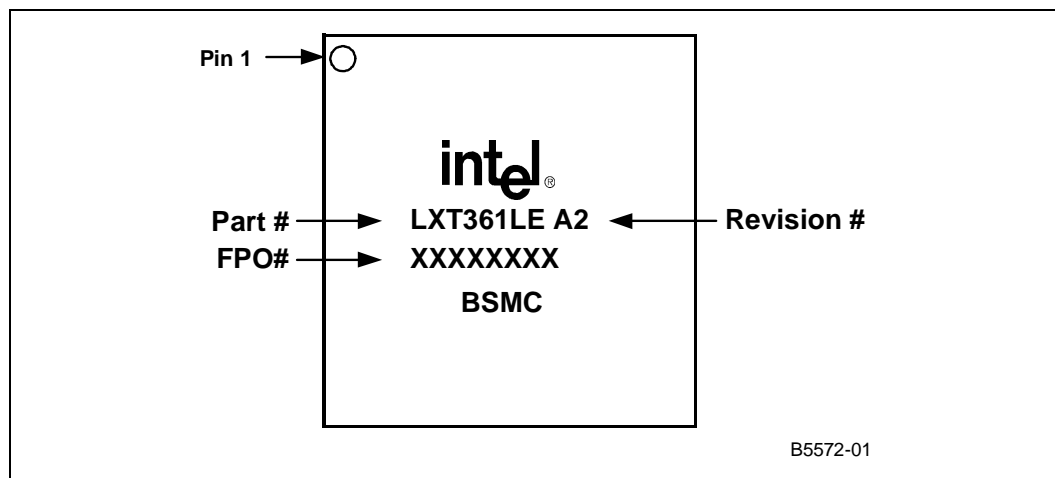 Pin 1
intel®
Part # LXT361LE A2 Revision #
FPO# XXXXXXXX
BSMC
B5572-01